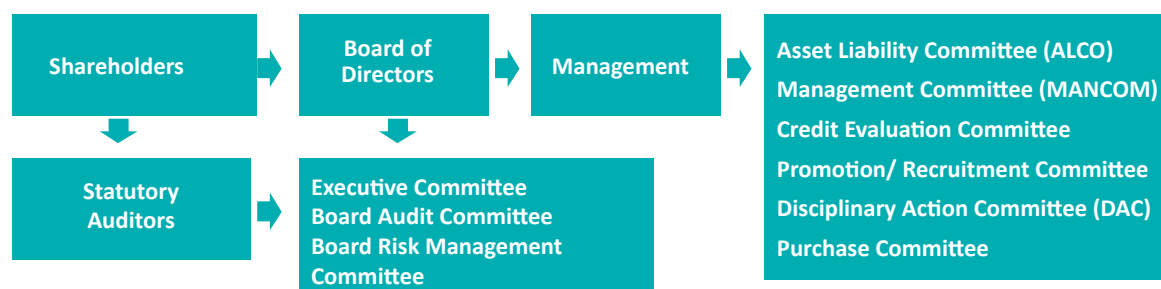 Shareholders
Board of
Directors
Management
Asset Liability Committee (ALCO)
Management Committee (MANCOM)
Credit Evaluation Committee
Promotion/ Recruitment Committee
Disciplinary Action Committee (DAC)
Purchase Committee
Statutory
Auditors
Executive Committee
Board Audit Committee
Board Risk Management
Committee